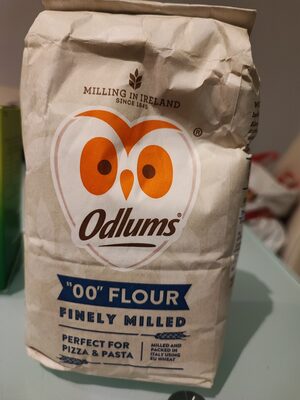 MILLING IN IRELAND
SINCE 1845
Odlums®
"00" FLOUR
FINELY MILLED
PERFECT FOR
PIZZA & PASTA
MILLED AND
PACKED IN
ITALY USING
EU WHEAT